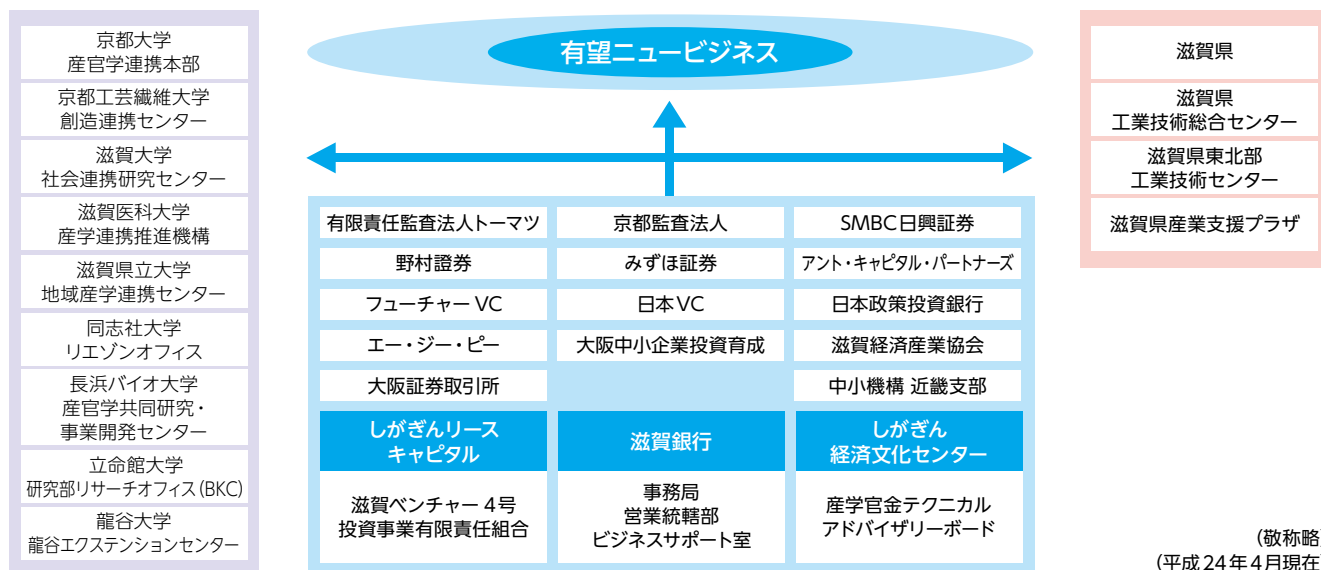 京都大学
産官学連携本部
京都工芸繊維大学
創造連携センター
滋賀大学
社会連携研究センター
滋賀医科大学
産学連携推進機構
滋賀県立大学
地域産学連携センター
同志社大学
リエゾンオフィス
長浜バイオ大学
産官学共同研究・
事業開発センター
立命館大学
研究部リサーチオフィス(BKC)
龍谷大学
龍谷エクステンションセンター
有望ニュービジネス
有限責任監査法人トーマツ
京都監査法人
SMBC日興証券
野村證券
みずほ証券
アント・キャピタル・パートナーズ
フューチャー VC
日本VC
日本政策投資銀行
エー・ジー・ピー
大阪中小企業投資育成
滋賀経済産業協会
大阪証券取引所
中小機構 近畿支部
しがぎんリース
キャピタル
滋賀銀行
しがぎん
経済文化センター
滋賀ベンチャー 4号
投資事業有限責任組合
事務局
営業統轄部
ビジネスサポート室
産学官金テクニカル
アドバイザリーボード
滋賀県
滋賀県
工業技術総合センター
滋賀県東北部
工業技術センター
滋賀県産業支援プラザ
(敬称略)
(平成24年4月現在)